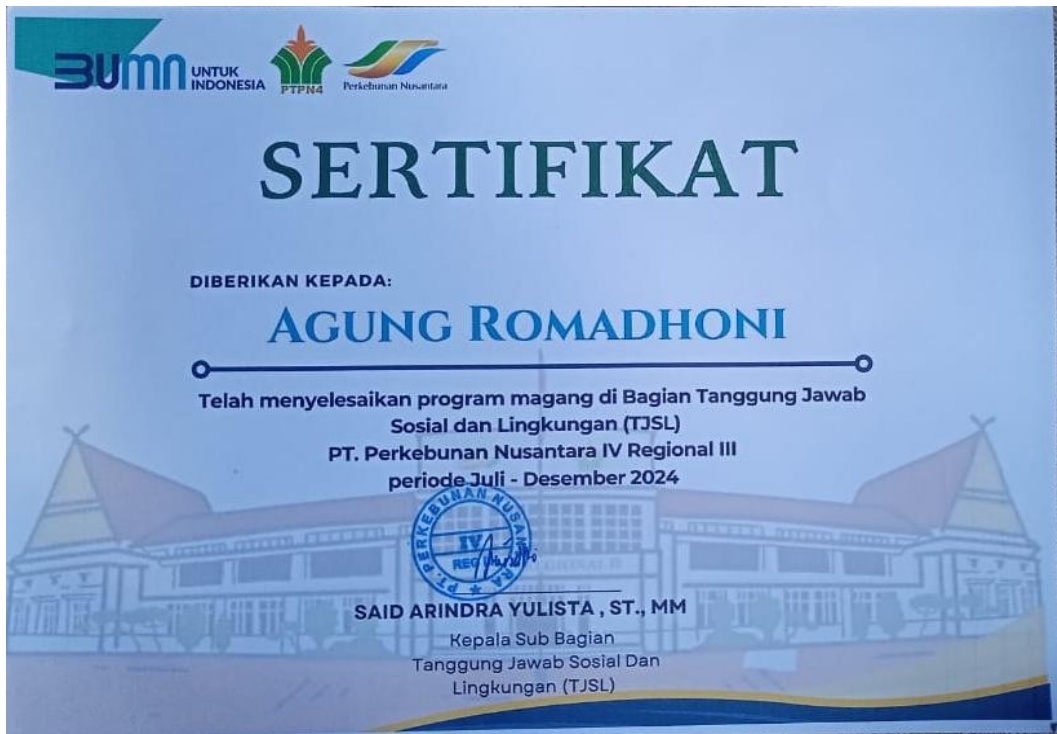 BUMN UNTUK INDONESIA
PTPN4
Perkebunan Nusantara
SERTIFIKAT
DIBERIKAN KEPADA:
AGUNG ROMADHONI
Telah menyelesaikan program magang di Bagian Tanggung Jawab
Sosial dan Lingkungan (TJSL)
PT. Perkebunan Nusantara IV Regional III
periode Juli - Desember 2024
PT. PERKEBUNAN NUSANTARA
IV
REG
SAID ARINDRA YULISTA , ST., MM
Kepala Sub Bagian
Tanggung Jawab Sosial Dan
Lingkungan (TJSL)